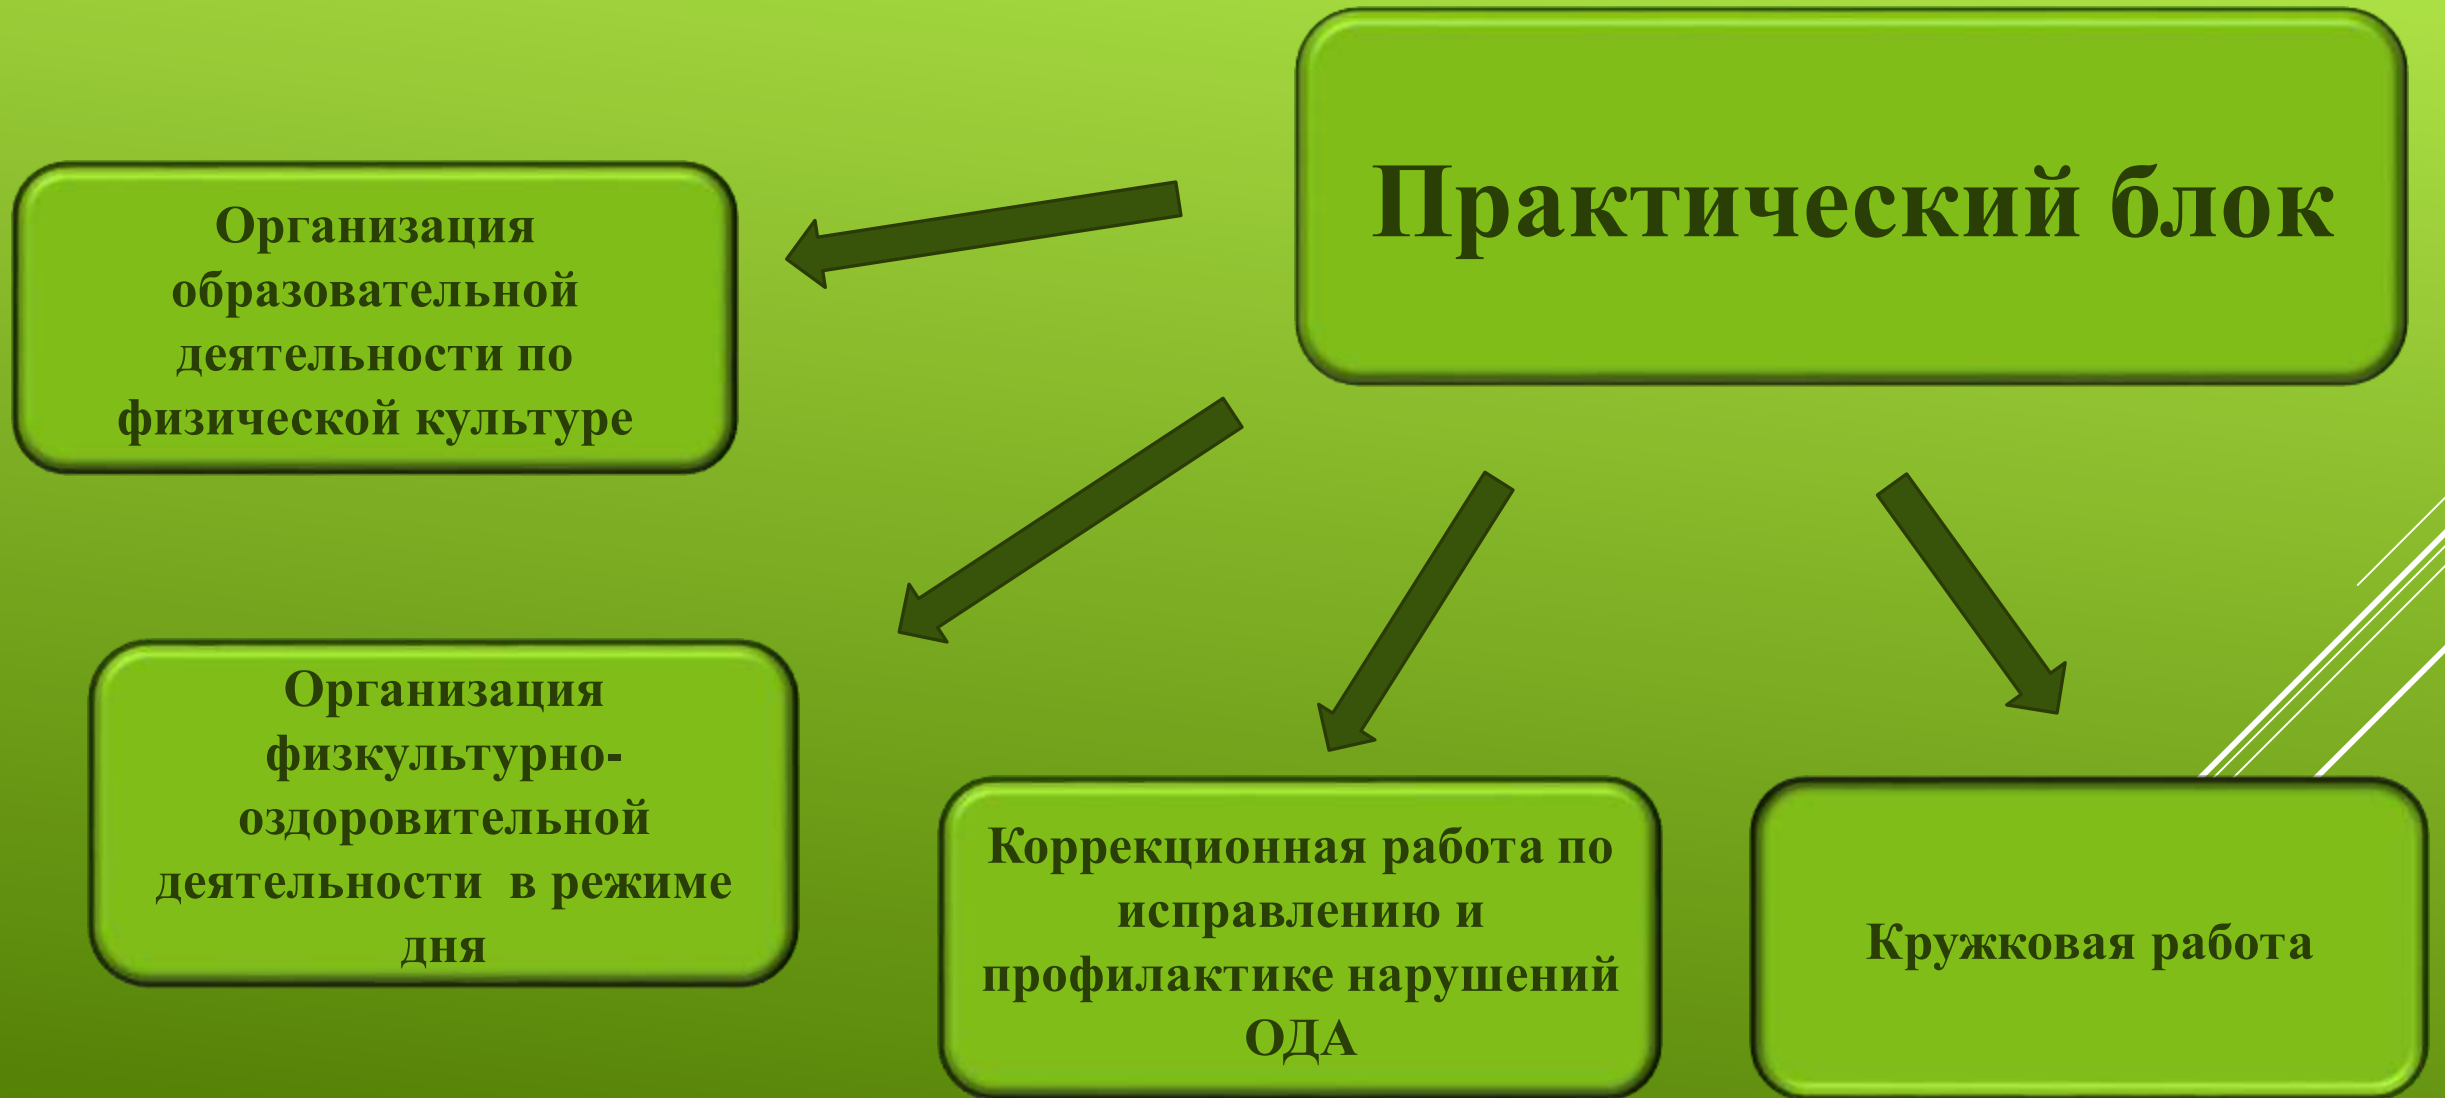 Практический блок
Организация
образовательной
деятельности по
физической культуре
Организация
физкультурно-
оздоровительной
деятельности  в режиме
дня
Коррекционная работа по
исправлению и
профилактике нарушений
ОДА
Кружковая работа